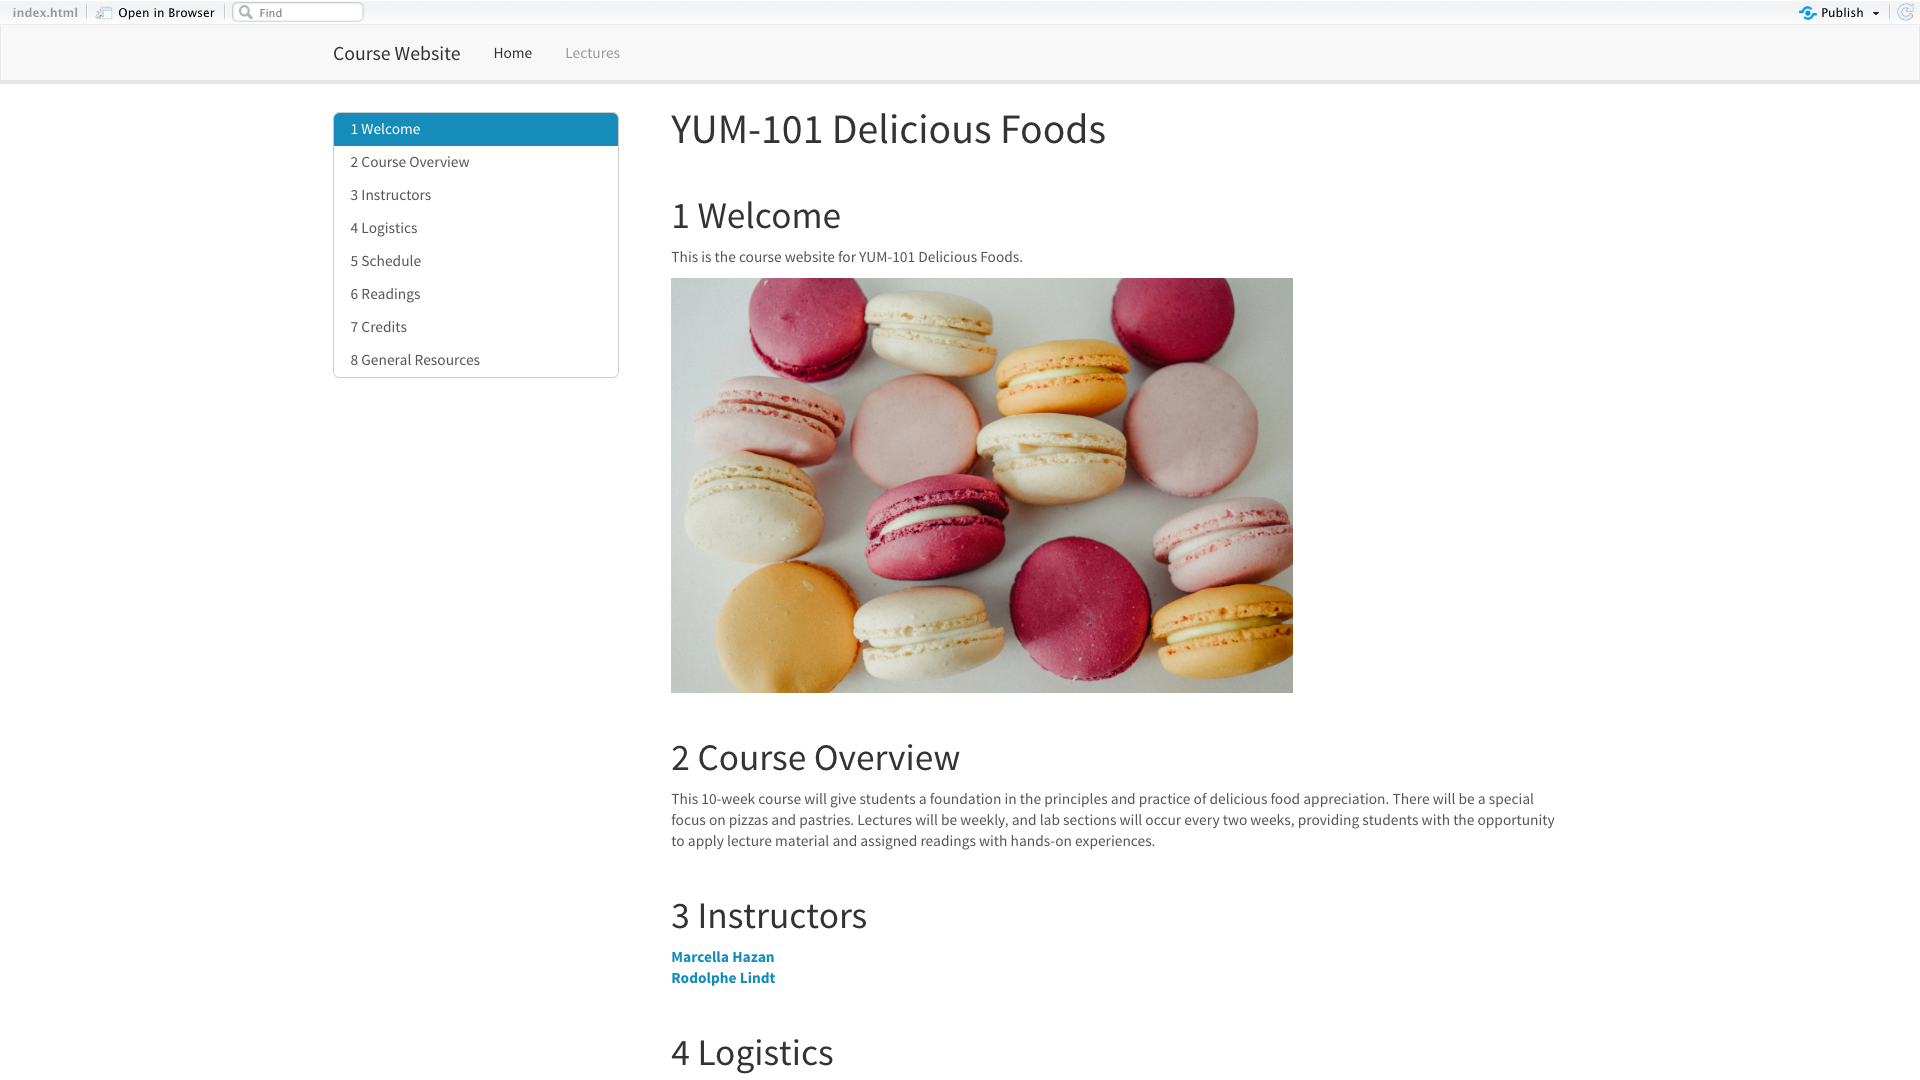 index.html Open in Browser Find Publish
Course Website Home Lectures
1 Welcome
2 Course Overview
3 Instructors
4 Logistics
5 Schedule
6 Readings
7 Credits
8 General Resources
YUM-101 Delicious Foods
1 Welcome
This is the course website for YUM-101 Delicious Foods.
2 Course Overview
This 10-week course will give students a foundation in the principles and practice of delicious food appreciation. There will be a special
focus on pizzas and pastries. Lectures will be weekly, and lab sections will occur every two weeks, providing students with the opportunity
to apply lecture material and assigned readings with hands-on experiences.
3 Instructors
Marcella Hazan
Rodolphe Lindt
4 Logistics